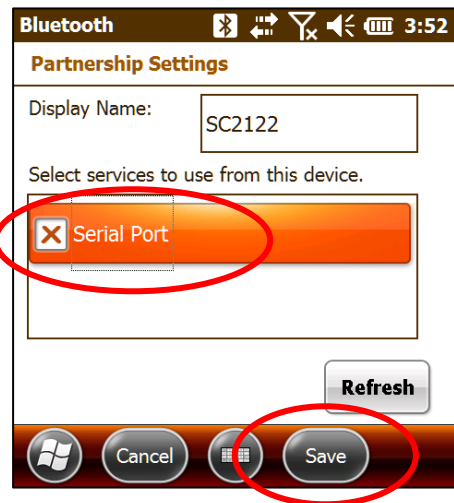 Bluetooth 3:52
Partnership Settings
Display Name:
SC2122
Select services to use from this device.
Serial Port
Refresh
Cancel Save